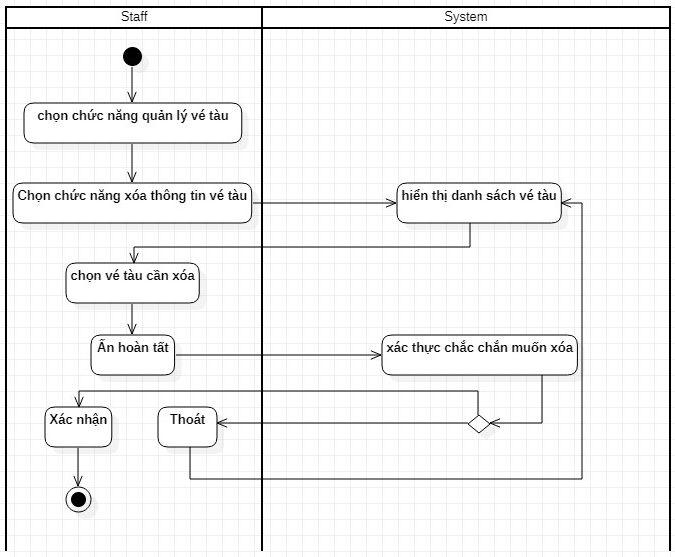 Staff
System
chọn chức năng quản lý vé tàu
Chọn chức năng xóa thông tin vé tàu
hiển thị danh sách vé tàu
chọn vé tàu cần xóa
Ấn hoàn tất
xác thực chắc chắn muốn xóa
Xác nhận
Thoát